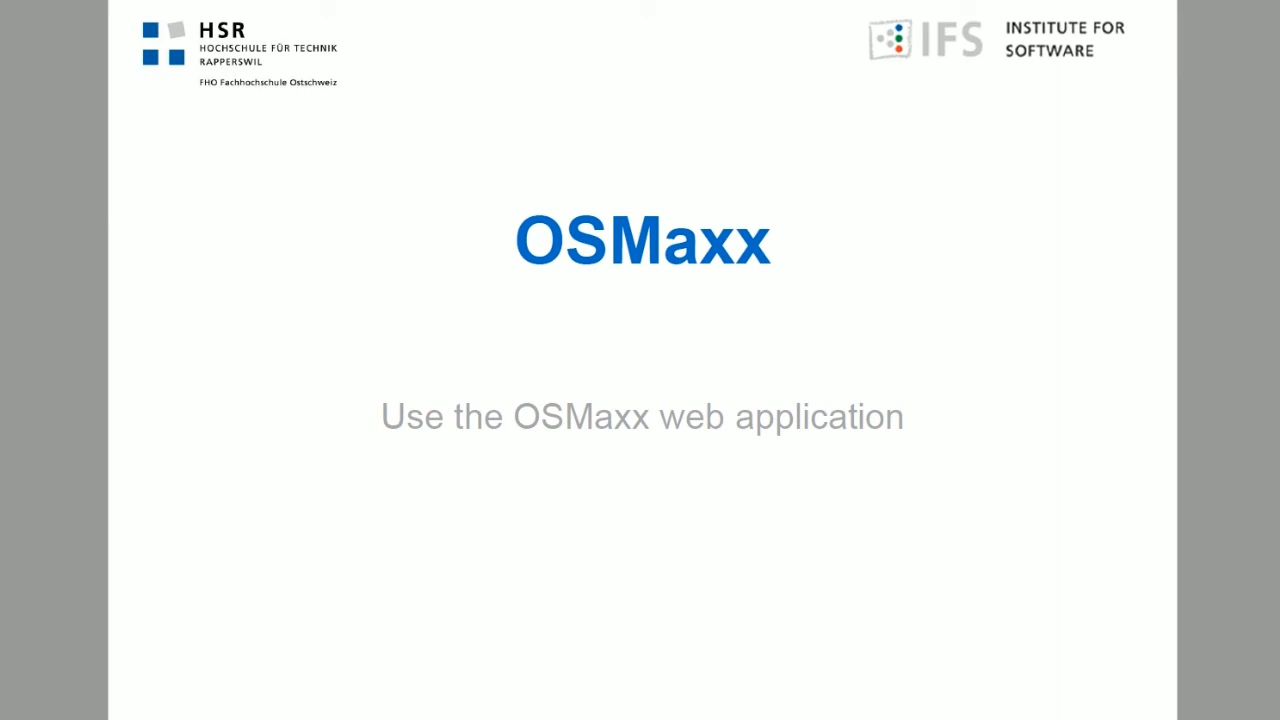 HSR
HOCHSCHULE FÜR TECHNIK
RAPPERSWIL
FHO Fachhochschule Ostschweiz
IFS
INSTITUTE FOR
SOFTWARE
OSMaxx
Use the OSMaxx web application